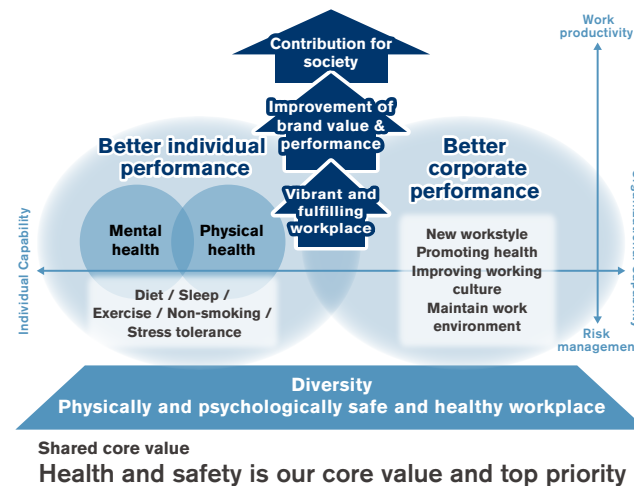 Work
productivity
Contribution for
society
Improvement of
brand value &
performance
Better individual
performance
Better
corporate
performance
Vibrant and
fulfilling
workplace
Mental
health
Physical
health
New workstyle
Promoting health
Improving working
culture
Maintain work
environment
Individual Capability
Diet / Sleep /
Exercise / Non-smoking /
Stress tolerance
Risk
management
Diversity
Physically and psychologically safe and healthy workplace
Shared core value
Health and safety is our core value and top priority